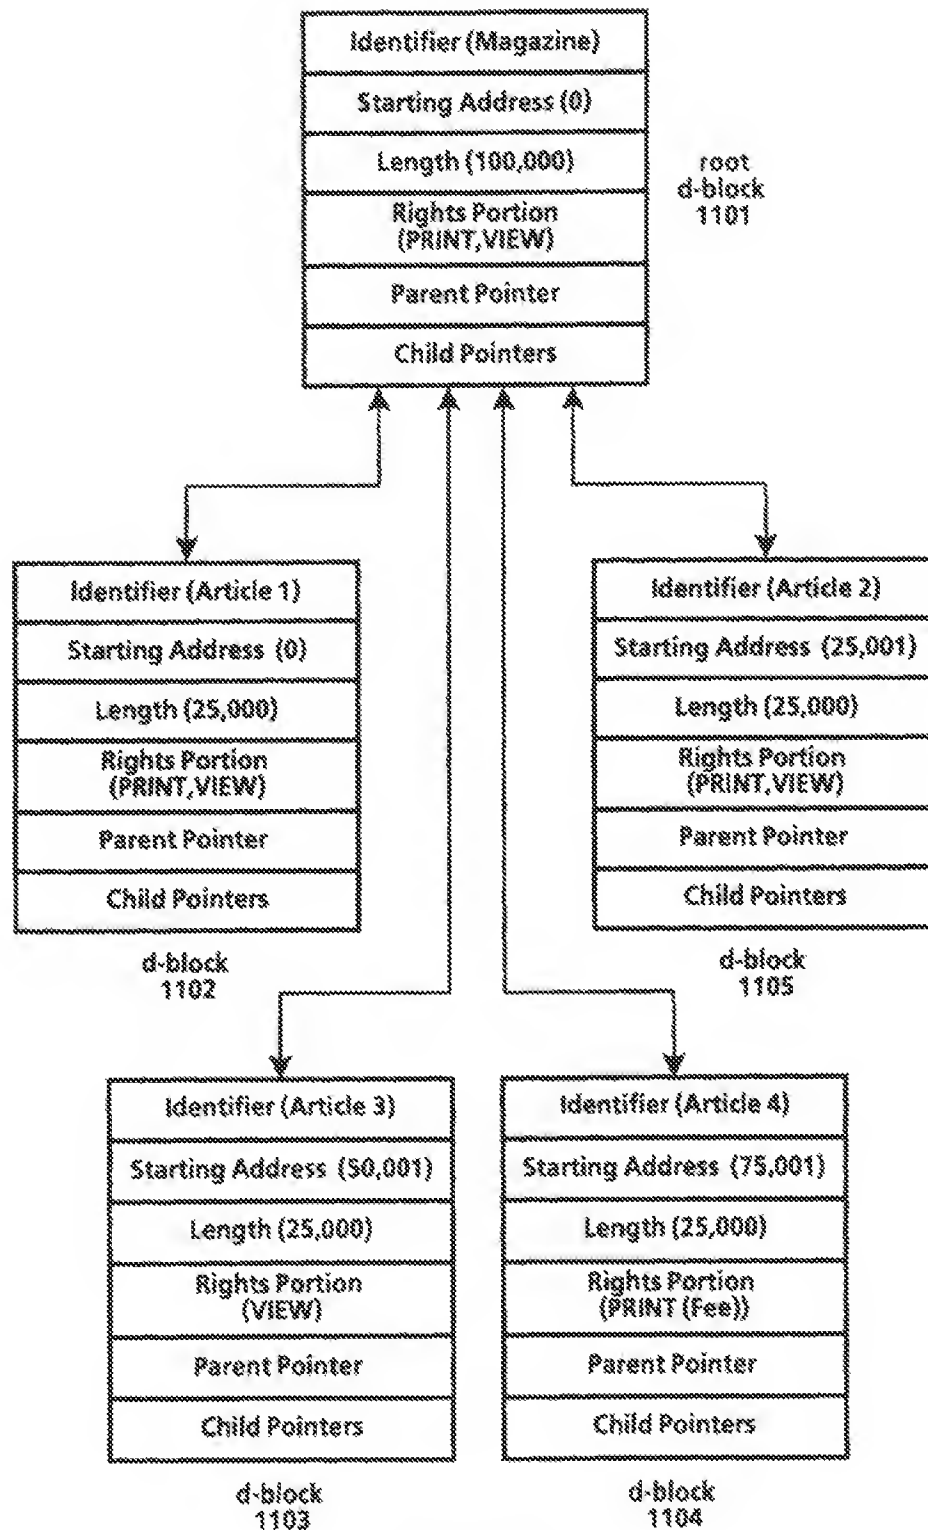 Identifier (Magazine)
Starting Address (0)
Length (100,000)
Rights Portion
(PRINT,VIEW)
Parent Pointer
Child Pointers
root
d-block
1101
Identifier (Article 1)
Starting Address (0)
Length (25,000)
Rights Portion
(PRINT,VIEW)
Parent Pointer
Child Pointers
d-block
1102
Identifier (Article 2)
Starting Address (25,001)
Length (25,000)
Rights Portion
(PRINT,VIEW)
Parent Pointer
Child Pointers
d-block
1105
Identifier (Article 3)
Starting Address (50,001)
Length (25,000)
Rights Portion
(VIEW)
Parent Pointer
Child Pointers
d-block
1103
Identifier (Article 4)
Starting Address (75,001)
Length (25,000)
Rights Portion
(PRINT (Fee))
Parent Pointer
Child Pointers
d-block
1104